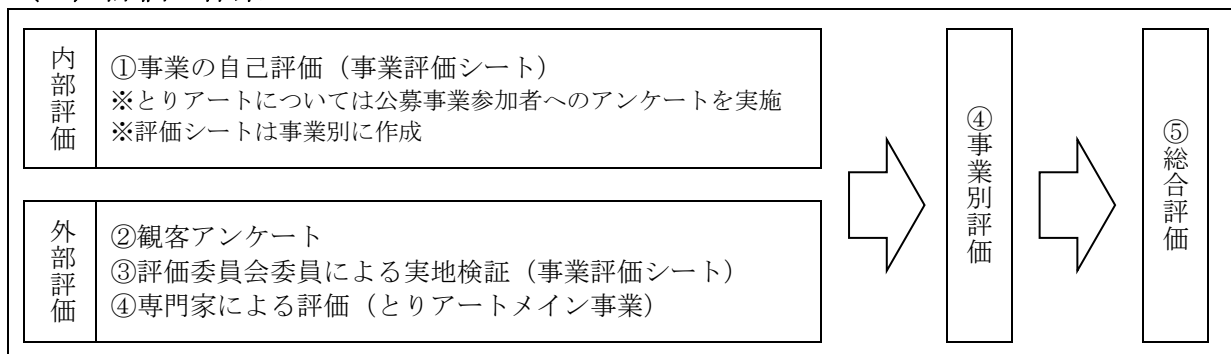 内部評価
①事業の自己評価（事業評価シート）
※とりアートについては公募事業参加者へのアンケートを実施
※評価シートは事業別に作成
外部評価
②観客アンケート
③評価委員会委員による実地検証（事業評価シート）
④専門家による評価（とりアートメイン事業）
④事業別評価
⑤総合評価